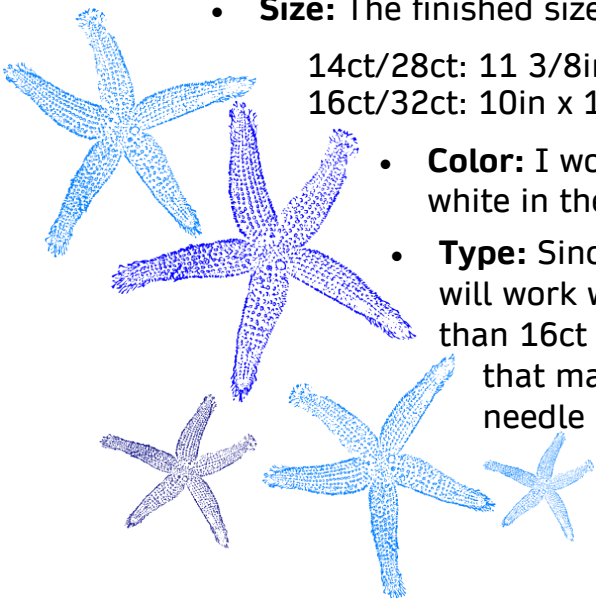 • Size: The finished size
14ct/28ct: 11 3/8in
16ct/32ct: 10in x 1
• Color: I wo
white in the
• Type: Sinc
will work w
than 16ct
that ma
needle